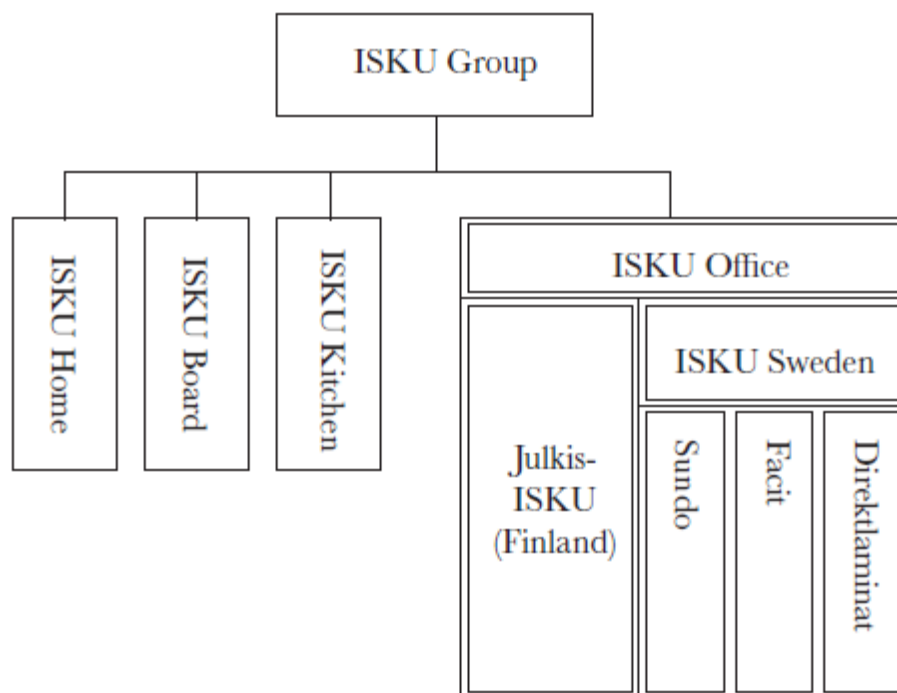 ISKU Group
ISKU Home
ISKU Board
ISKU Kitchen
ISKU Office
Julkis-
ISKU
(Finland)
ISKU Sweden
Sundo
Facit
Direktlaminat